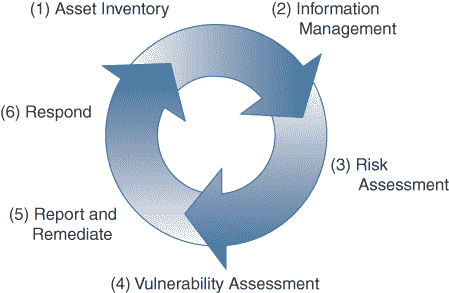 (1) Asset Inventory
(2) Information
Management
(3) Risk
Assessment
(4) Vulnerability Assessment
(5) Report and
Remediate
(6) Respond